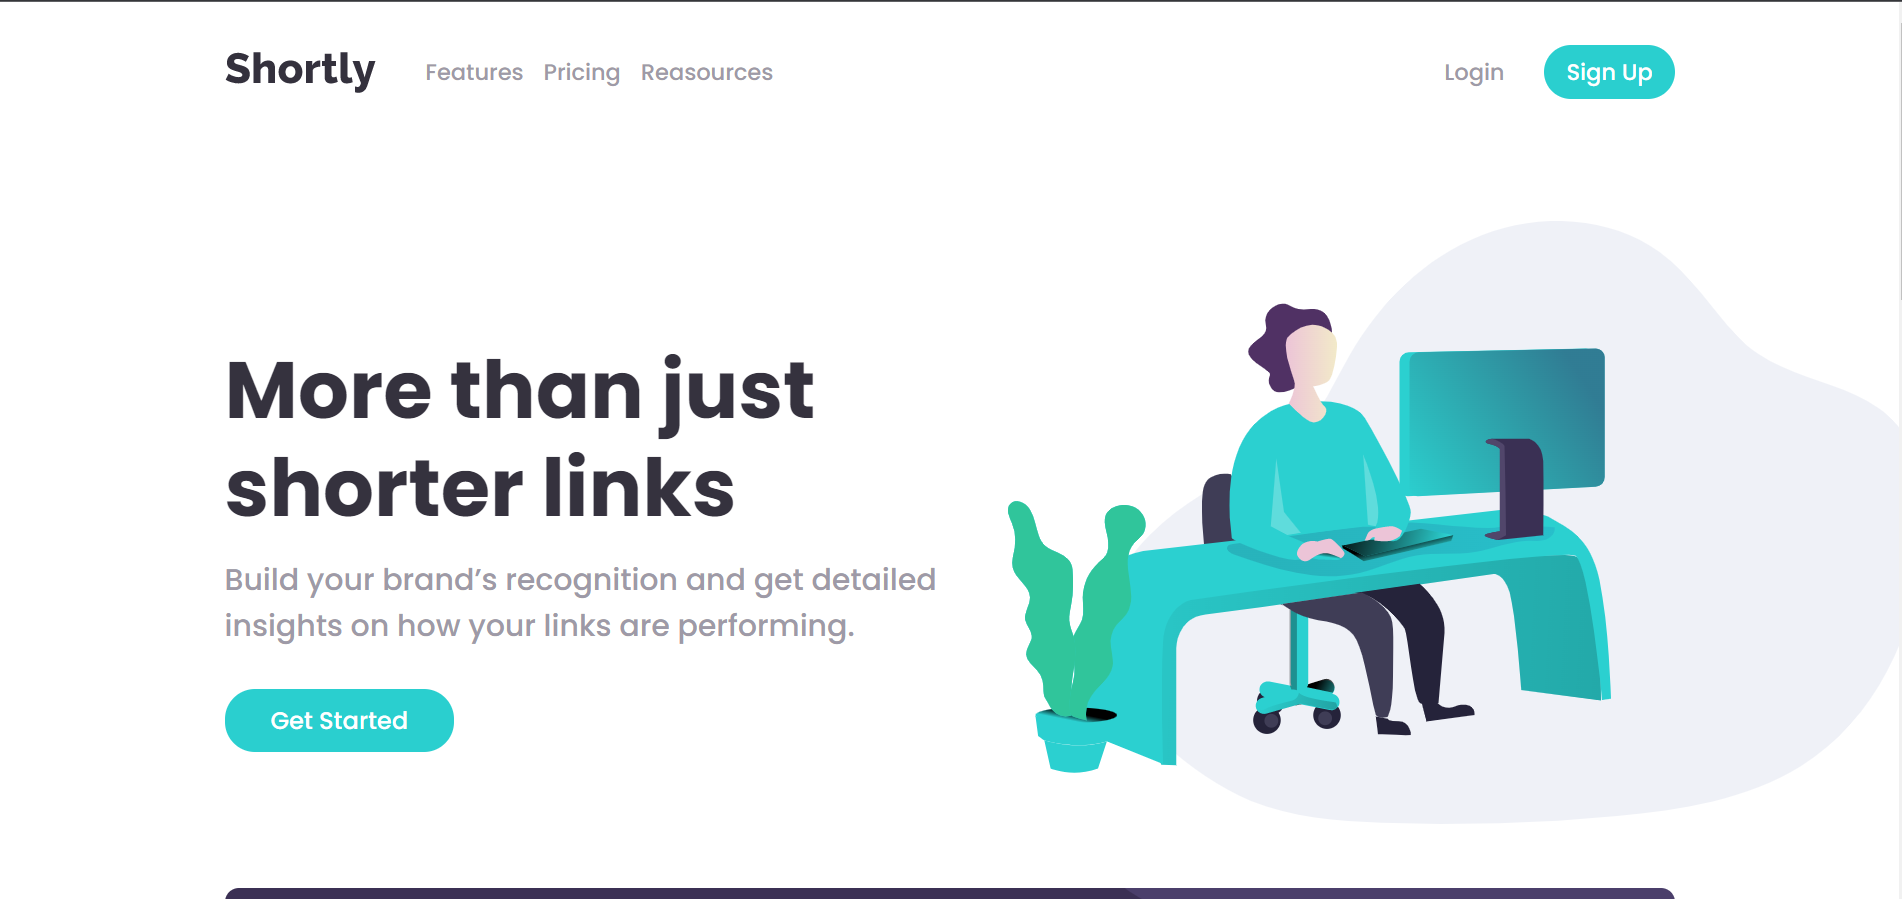 Shortly
Features Pricing Reasources
Login
Sign Up
More than just
shorter links
Build your brand’s recognition and get detailed
insights on how your links are performing.
Get Started